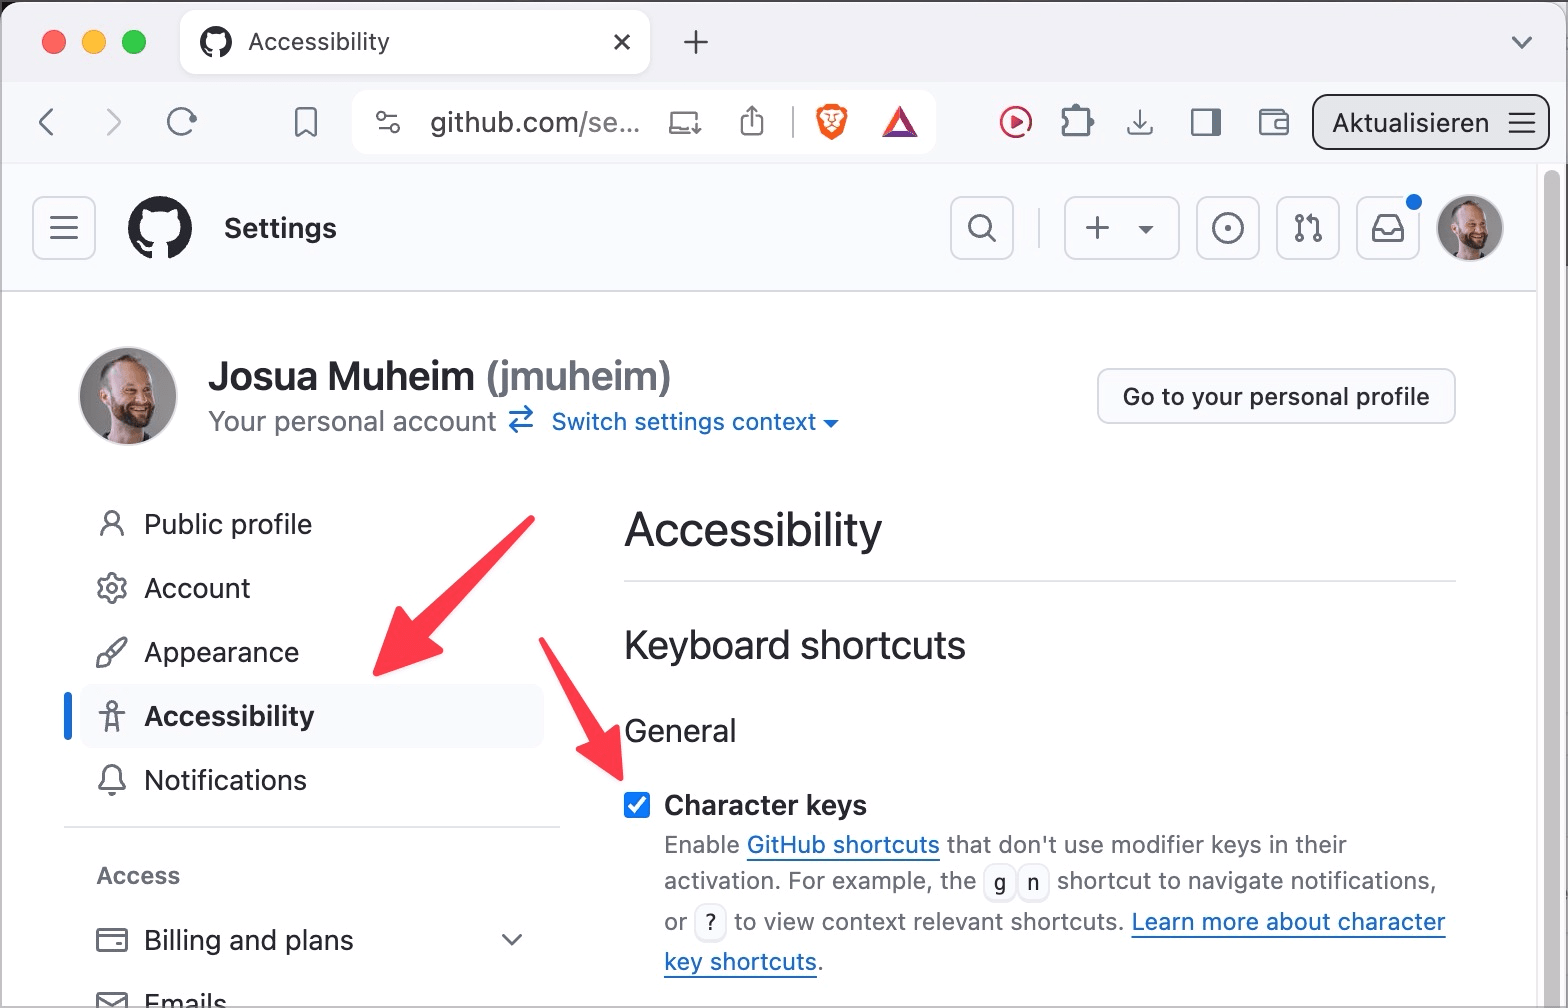 Accessibility
github.com/se...
Aktualisieren
Settings
Josua Muheim (jmuheim)
Your personal account
Switch settings context
Go to your personal profile
Public profile
Account
Appearance
Accessibility
Notifications
Access
Billing and plans
Emails
Accessibility
Keyboard shortcuts
General
Character keys
Enable GitHub shortcuts that don't use modifier keys in their
activation. For example, the g n shortcut to navigate notifications,
or ? to view context relevant shortcuts. Learn more about character
key shortcuts.